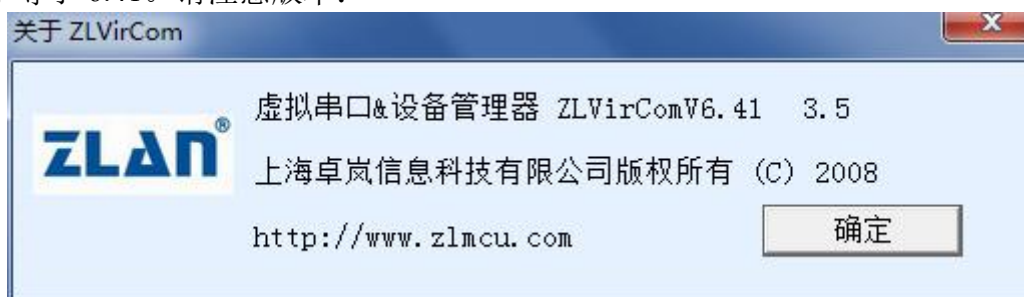 关于 ZLVirCom
虚拟串口&设备管理器 ZLVirComV6.41 3.5
ZLAN®
上海卓岚信息科技有限公司版权所有 (C) 2008
http://www.zlmcu.com
确定